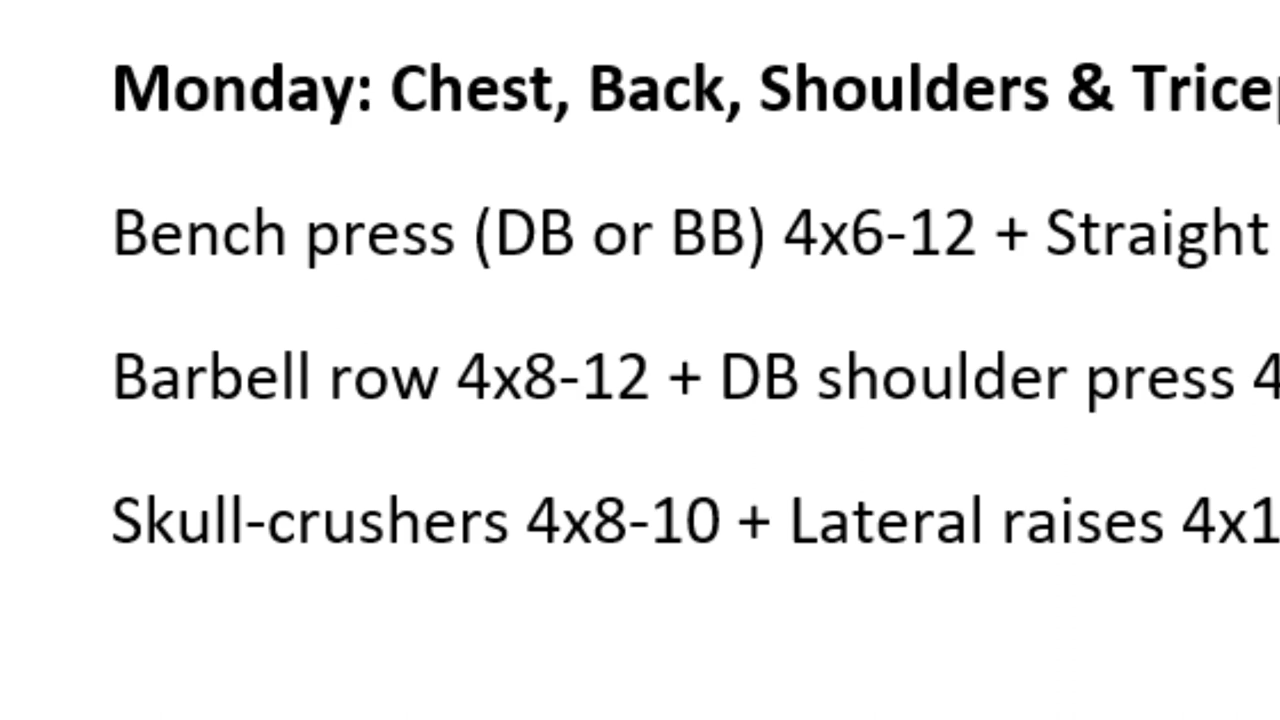 Monday: Chest, Back, Shoulders & Tricep
Bench press (DB or BB) 4x6-12 + Straight
Barbell row 4x8-12 + DB shoulder press 4
Skull-crushers 4x8-10 + Lateral raises 4x1